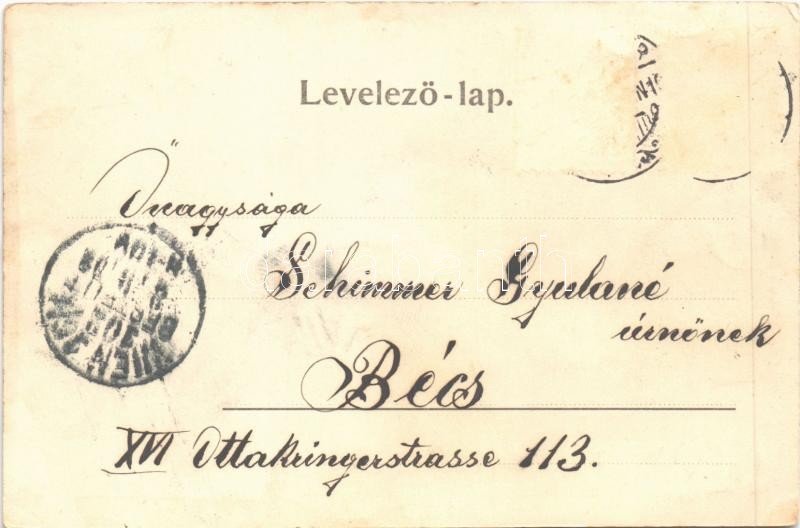 Levelező-lap.
Őnagysága
Schimmer Gyuláné
úrnőnek
Bécs
XVI Ottakringerstrasse 113.